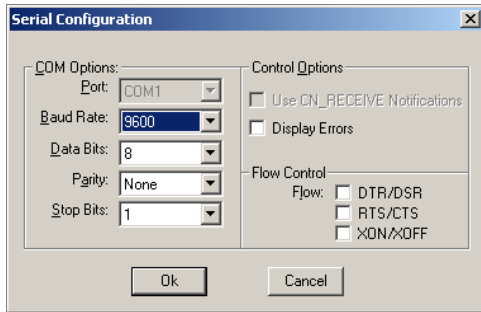 Serial Configuration
COM Options:
Port: COM1
Baud Rate: 9600
Data Bits: 8
Parity: None
Stop Bits: 1
Control Options
Use CN_RECEIVE Notifications
Display Errors
Flow Control
Flow: DTR/DSR
RTS/CTS
XON/XOFF
Ok
Cancel